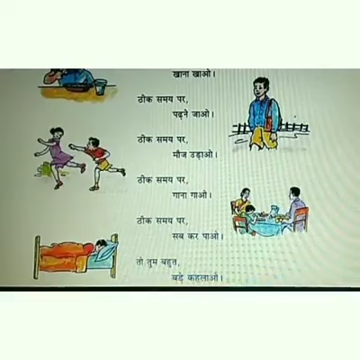 खाना खाओ।
ठीक समय पर,
पढ़ने जाओ।
ठीक समय पर,
मौज उड़ाओ।
ठीक समय पर,
गाना गाओ।
ठीक समय पर,
सब कर पाओ।
तो तुम बहुत,
बड़े कहलाओ।